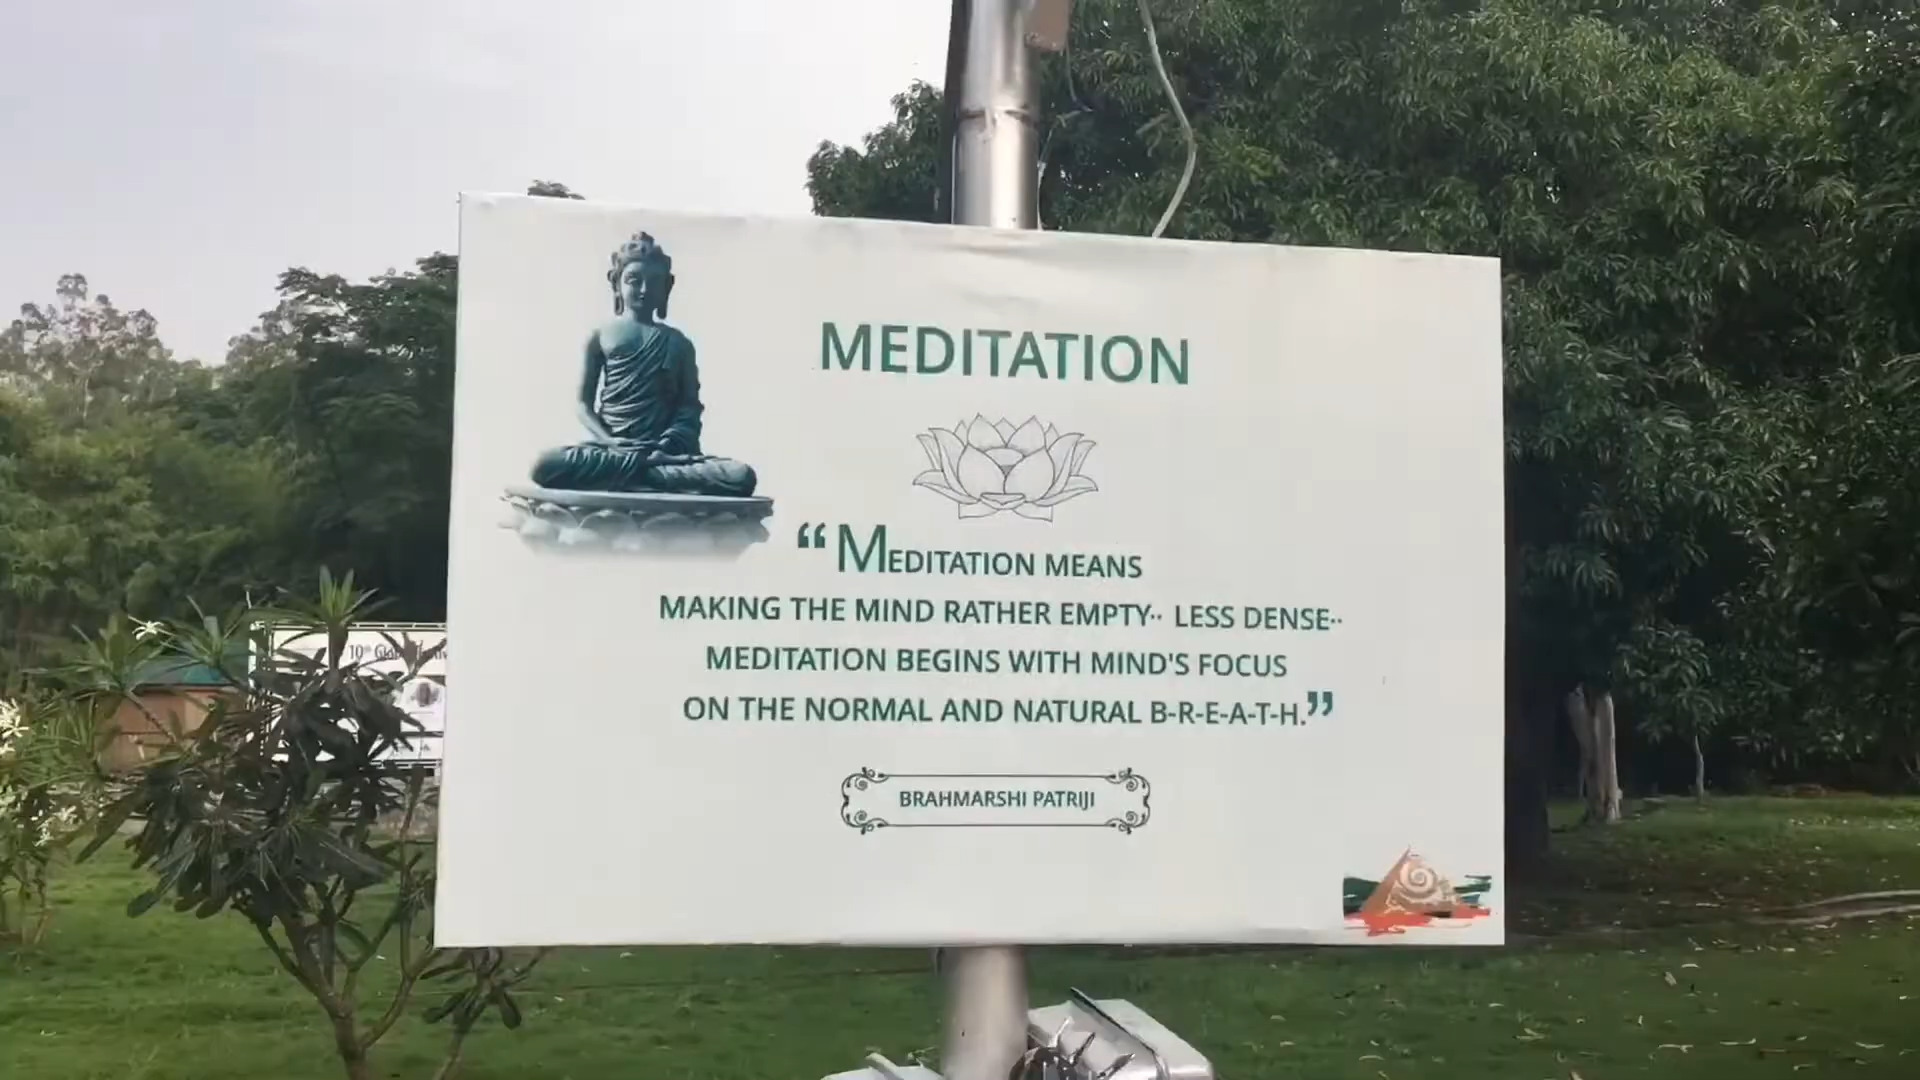 MEDITATION
“MEDITATION MEANS
MAKING THE MIND RATHER EMPTY·· LESS DENSE··
MEDITATION BEGINS WITH MIND'S FOCUS
ON THE NORMAL AND NATURAL B-R-E-A-T-H.”
BRAHMARSHI PATRIJI
10th